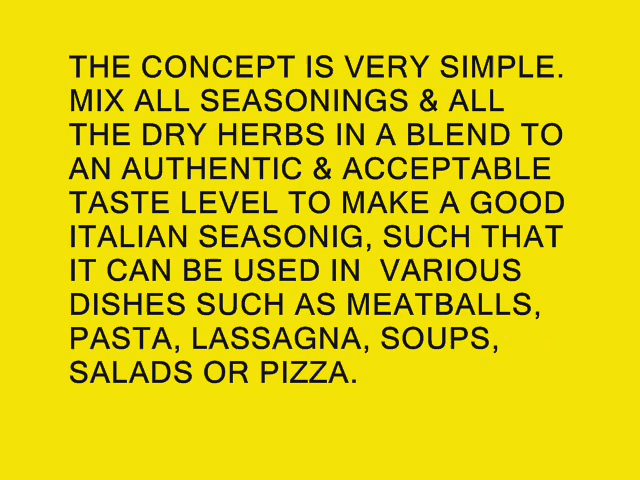 THE CONCEPT IS VERY SIMPLE.
MIX ALL SEASONINGS & ALL
THE DRY HERBS IN A BLEND TO
AN AUTHENTIC & ACCEPTABLE
TASTE LEVEL TO MAKE A GOOD
ITALIAN SEASONIG, SUCH THAT
IT CAN BE USED IN  VARIOUS
DISHES SUCH AS MEATBALLS,
PASTA, LASSAGNA, SOUPS,
SALADS OR PIZZA.